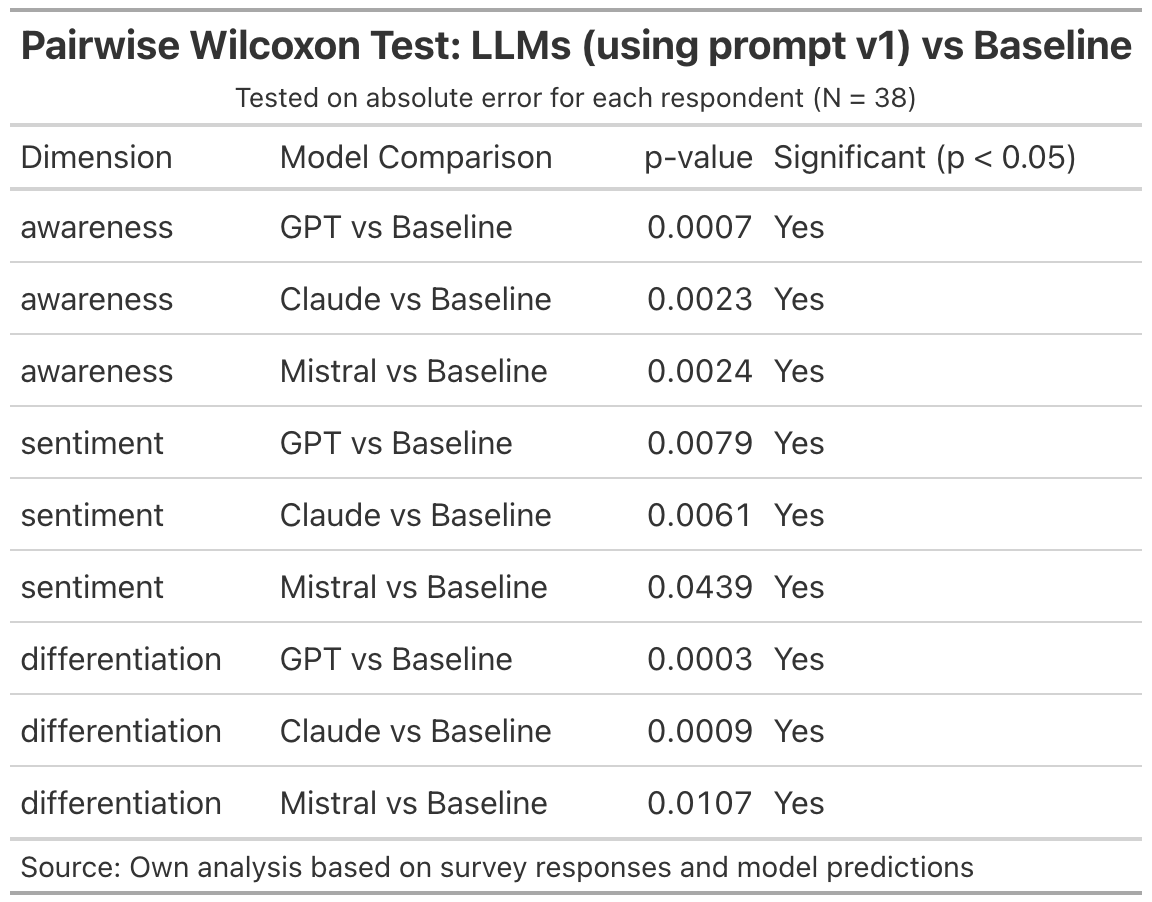 Pairwise Wilcoxon Test: LLMs (using prompt v1) vs Baseline
Tested on absolute error for each respondent (N = 38)
Dimension Model Comparison p-value Significant (p < 0.05)
awareness GPT vs Baseline 0.0007 Yes
awareness Claude vs Baseline 0.0023 Yes
awareness Mistral vs Baseline 0.0024 Yes
sentiment GPT vs Baseline 0.0079 Yes
sentiment Claude vs Baseline 0.0061 Yes
sentiment Mistral vs Baseline 0.0439 Yes
differentiation GPT vs Baseline 0.0003 Yes
differentiation Claude vs Baseline 0.0009 Yes
differentiation Mistral vs Baseline 0.0107 Yes
Source: Own analysis based on survey responses and model predictions